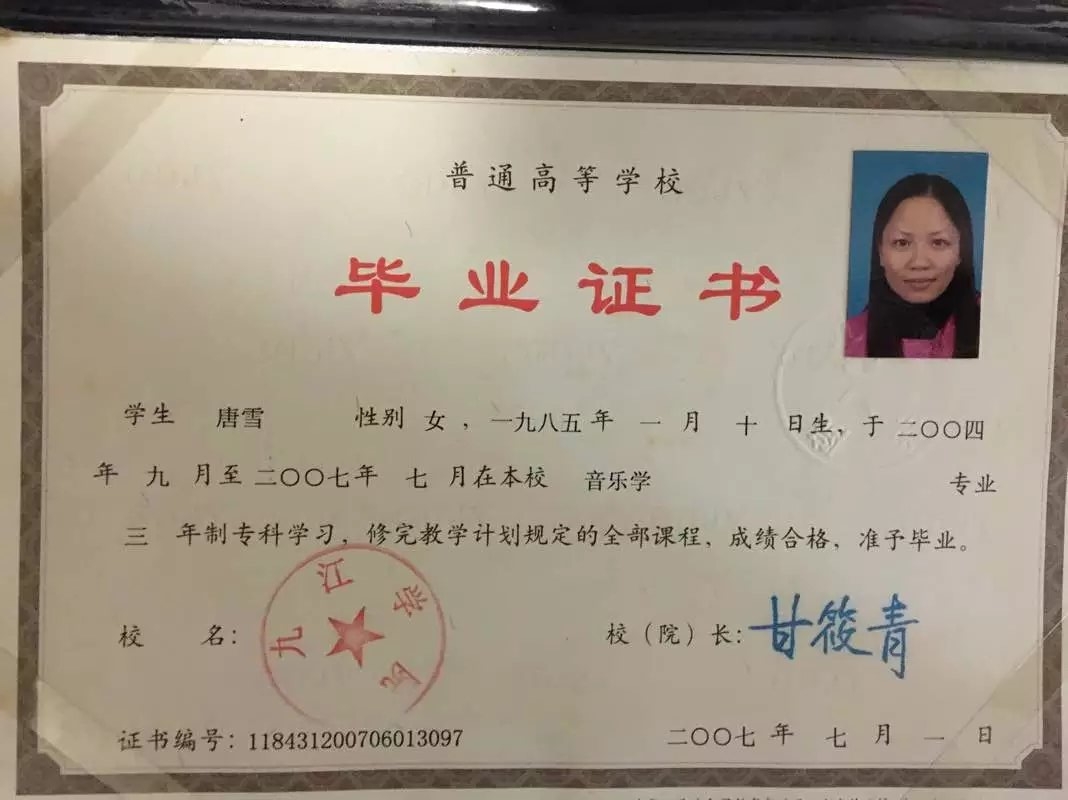 普通高等学校
毕业证书
学生 唐雪 性别 女，一九八五年 一 月 十 日生，于 二〇〇四
年 九 月至 二〇〇七年 七 月在本校 音乐学 专业
三 年制专科学习，修完教学计划规定的全部课程，成绩合格，准予毕业。
九江学院
校 名： 校（院）长：甘筱青
证书编号：118431200706013097 二〇〇七 年 七 月 一 日